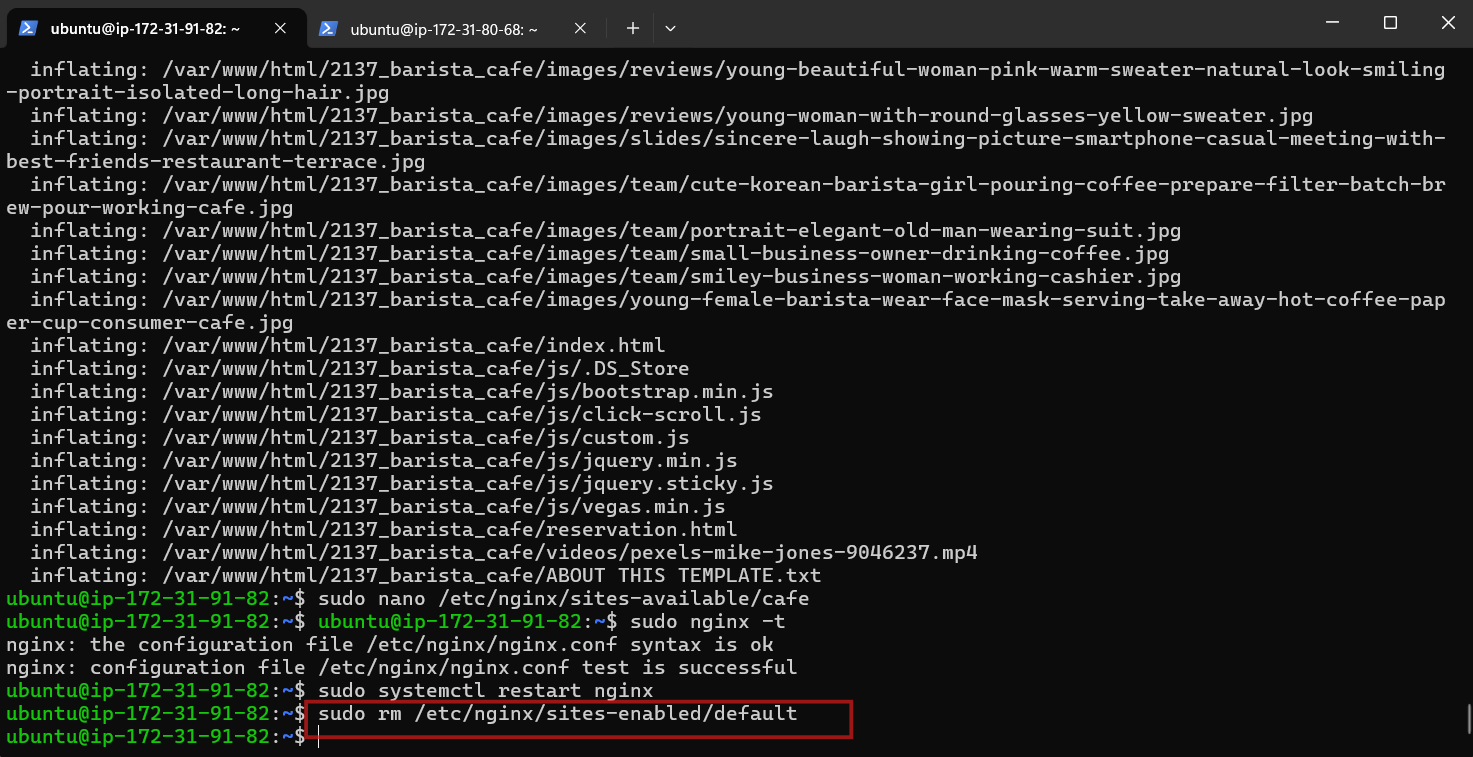 ubuntu@ip-172-31-91-82: ~
ubuntu@ip-172-31-80-68: ~
  inflating: /var/www/html/2137_barista_cafe/images/reviews/young-beautiful-woman-pink-warm-sweater-natural-look-smiling
-portrait-isolated-long-hair.jpg
  inflating: /var/www/html/2137_barista_cafe/images/reviews/young-woman-with-round-glasses-yellow-sweater.jpg
  inflating: /var/www/html/2137_barista_cafe/images/slides/sincere-laugh-showing-picture-smartphone-casual-meeting-with-
best-friends-restaurant-terrace.jpg
  inflating: /var/www/html/2137_barista_cafe/images/team/cute-korean-barista-girl-pouring-coffee-prepare-filter-batch-br
ew-pour-working-cafe.jpg
  inflating: /var/www/html/2137_barista_cafe/images/team/portrait-elegant-old-man-wearing-suit.jpg
  inflating: /var/www/html/2137_barista_cafe/images/team/small-business-owner-drinking-coffee.jpg
  inflating: /var/www/html/2137_barista_cafe/images/team/smiley-business-woman-working-cashier.jpg
  inflating: /var/www/html/2137_barista_cafe/images/young-female-barista-wear-face-mask-serving-take-away-hot-coffee-pap
er-cup-consumer-cafe.jpg
  inflating: /var/www/html/2137_barista_cafe/index.html
  inflating: /var/www/html/2137_barista_cafe/js/.DS_Store
  inflating: /var/www/html/2137_barista_cafe/js/bootstrap.min.js
  inflating: /var/www/html/2137_barista_cafe/js/click-scroll.js
  inflating: /var/www/html/2137_barista_cafe/js/custom.js
  inflating: /var/www/html/2137_barista_cafe/js/jquery.min.js
  inflating: /var/www/html/2137_barista_cafe/js/jquery.sticky.js
  inflating: /var/www/html/2137_barista_cafe/js/vegas.min.js
  inflating: /var/www/html/2137_barista_cafe/reservation.html
  inflating: /var/www/html/2137_barista_cafe/videos/pexels-mike-jones-9046237.mp4
  inflating: /var/www/html/2137_barista_cafe/ABOUT THIS TEMPLATE.txt
ubuntu@ip-172-31-91-82:~$ sudo nano /etc/nginx/sites-available/cafe
ubuntu@ip-172-31-91-82:~$ ubuntu@ip-172-31-91-82:~$ sudo nginx -t
nginx: the configuration file /etc/nginx/nginx.conf syntax is ok
nginx: configuration file /etc/nginx/nginx.conf test is successful
ubuntu@ip-172-31-91-82:~$ sudo systemctl restart nginx
ubuntu@ip-172-31-91-82:~$ sudo rm /etc/nginx/sites-enabled/default
ubuntu@ip-172-31-91-82:~$